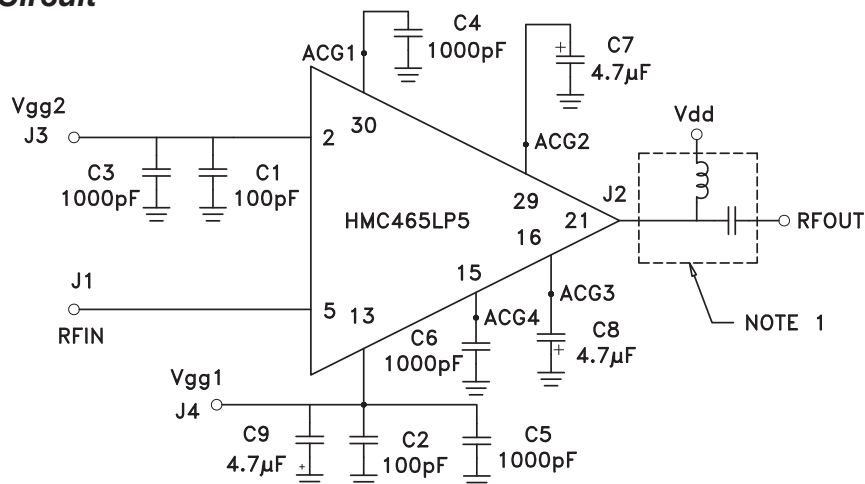 Circuit
C4
1000pF
ACG1
C7
4.7µF
+
Vgg2
J3
2
30
ACG2
Vdd
C3
1000pF
C1
100pF
HMC465LP5
29
J2
21
RFOUT
16
J1
RFIN
5
13
15
ACG3
ACG4
NOTE 1
C6
1000pF
C8
4.7µF
+
Vgg1
J4
C9
4.7µF
+
C2
100pF
C5
1000pF